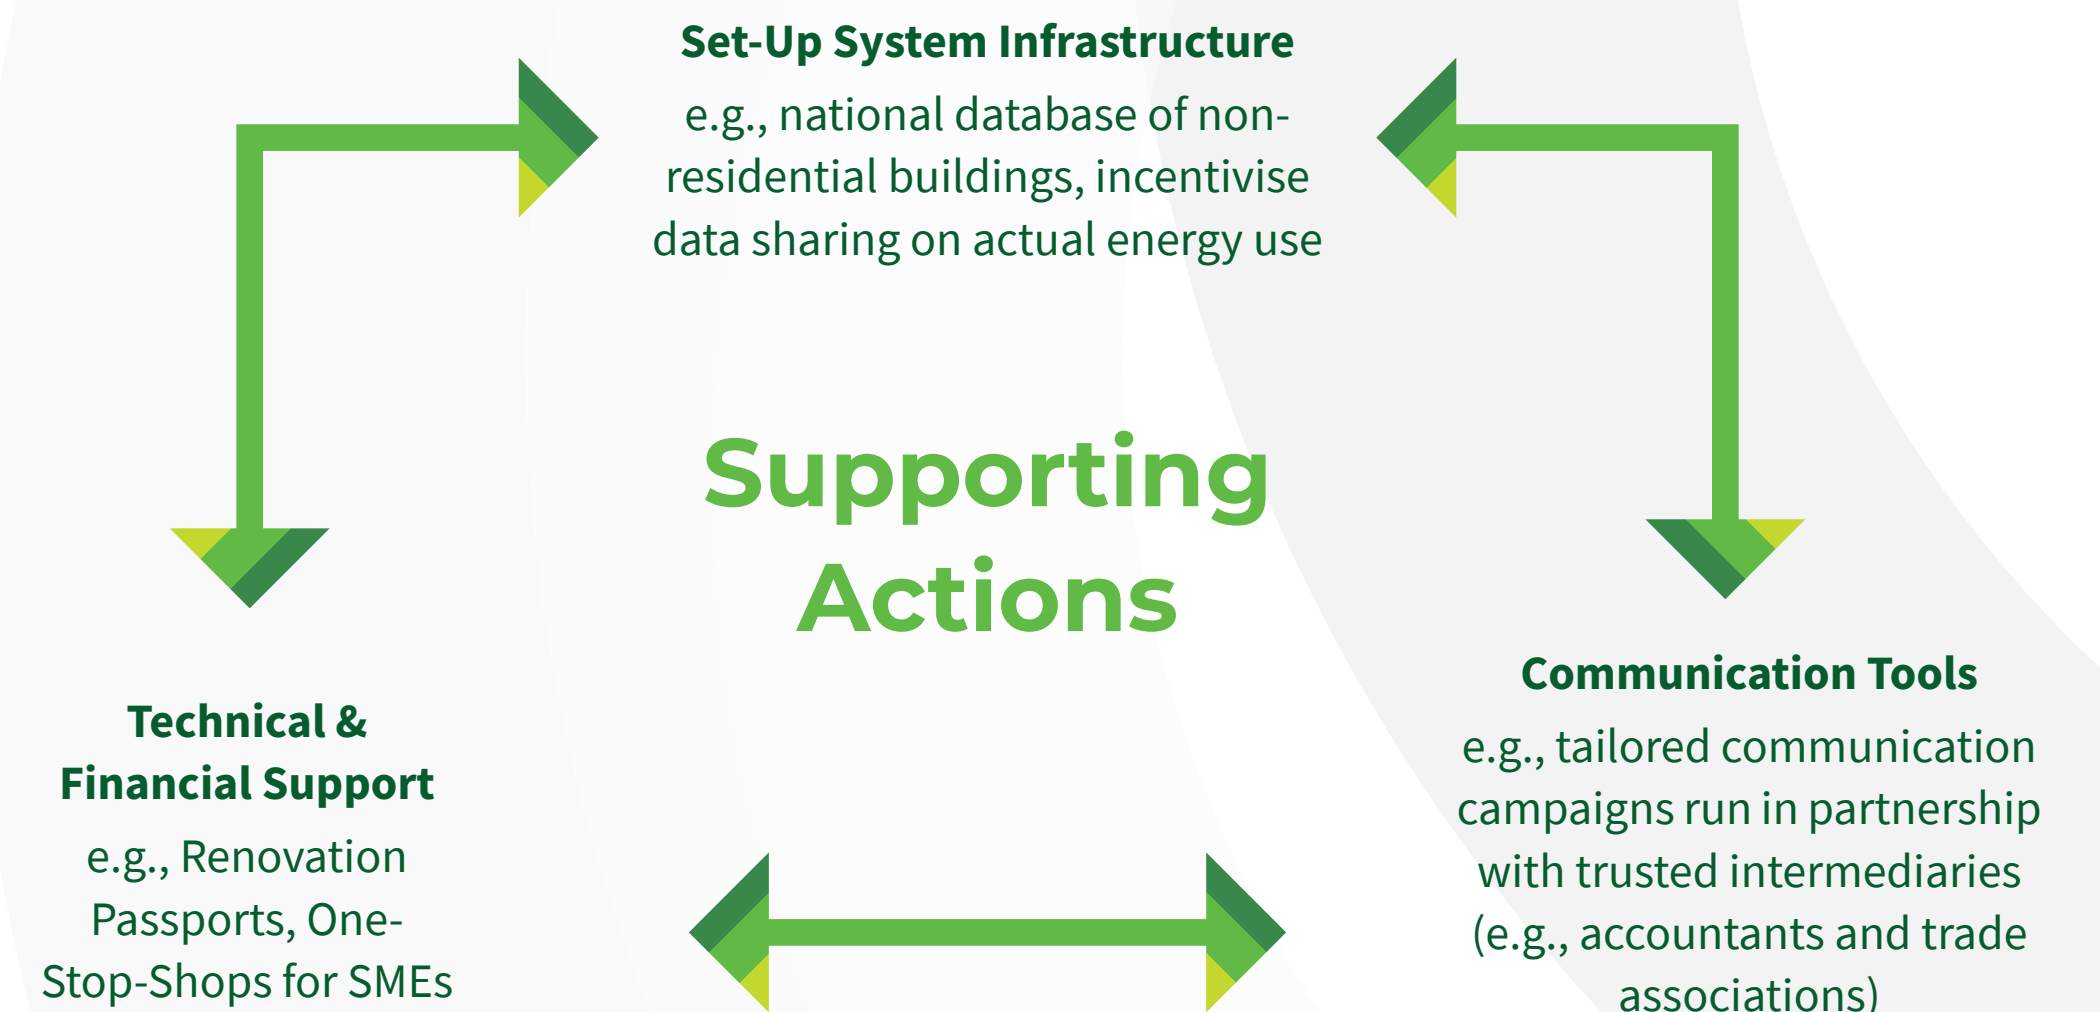 Set-Up System Infrastructure
e.g., national database of non-
residential buildings, incentivise
data sharing on actual energy use
Supporting
Actions
Technical &
Financial Support
e.g., Renovation
Passports, One-
Stop-Shops for SMEs
Communication Tools
e.g., tailored communication
campaigns run in partnership
with trusted intermediaries
(e.g., accountants and trade
associations)